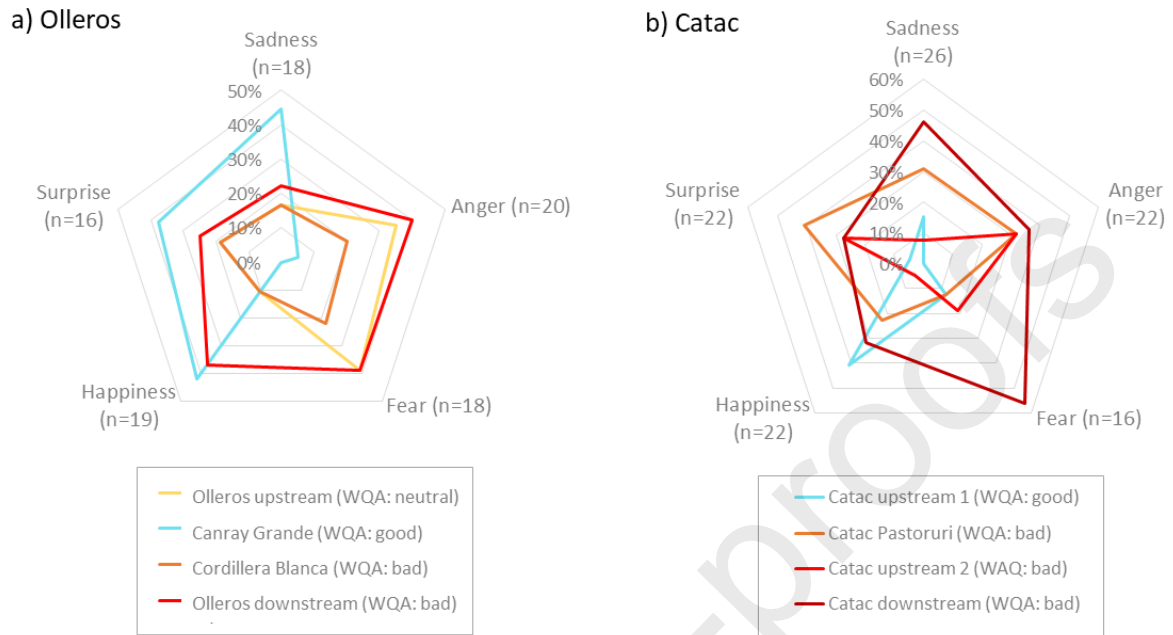 a) Olleros
Sadness
(n=18)
50%
40%
30%
20%
10%
0%
Surprise
(n=16)
Anger (n=20)
Happiness
(n=19)
Fear (n=18)
Olleros upstream (WQA: neutral)
Canray Grande (WQA: good)
Cordillera Blanca (WQA: bad)
Olleros downstream (WQA: bad)
b) Catac
Sadness
(n=26)
60%
50%
40%
30%
20%
10%
0%
Surprise
(n=22)
Anger
(n=22)
Happiness
(n=22)
Fear (n=16)
Catac upstream 1 (WQA: good)
Catac Pastoruri (WQA: bad)
Catac upstream 2 (WAQ: bad)
Catac downstream (WQA: bad)
proofs